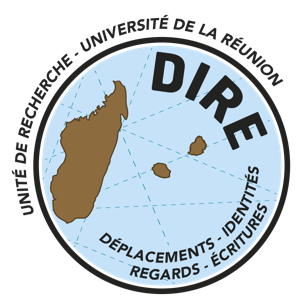 UNITÉ DE RECHERCHE - UNIVERSITÉ DE LA RÉUNION
DIRE
DÉPLACEMENTS - IDENTITÉS
REGARDS - ÉCRITURES